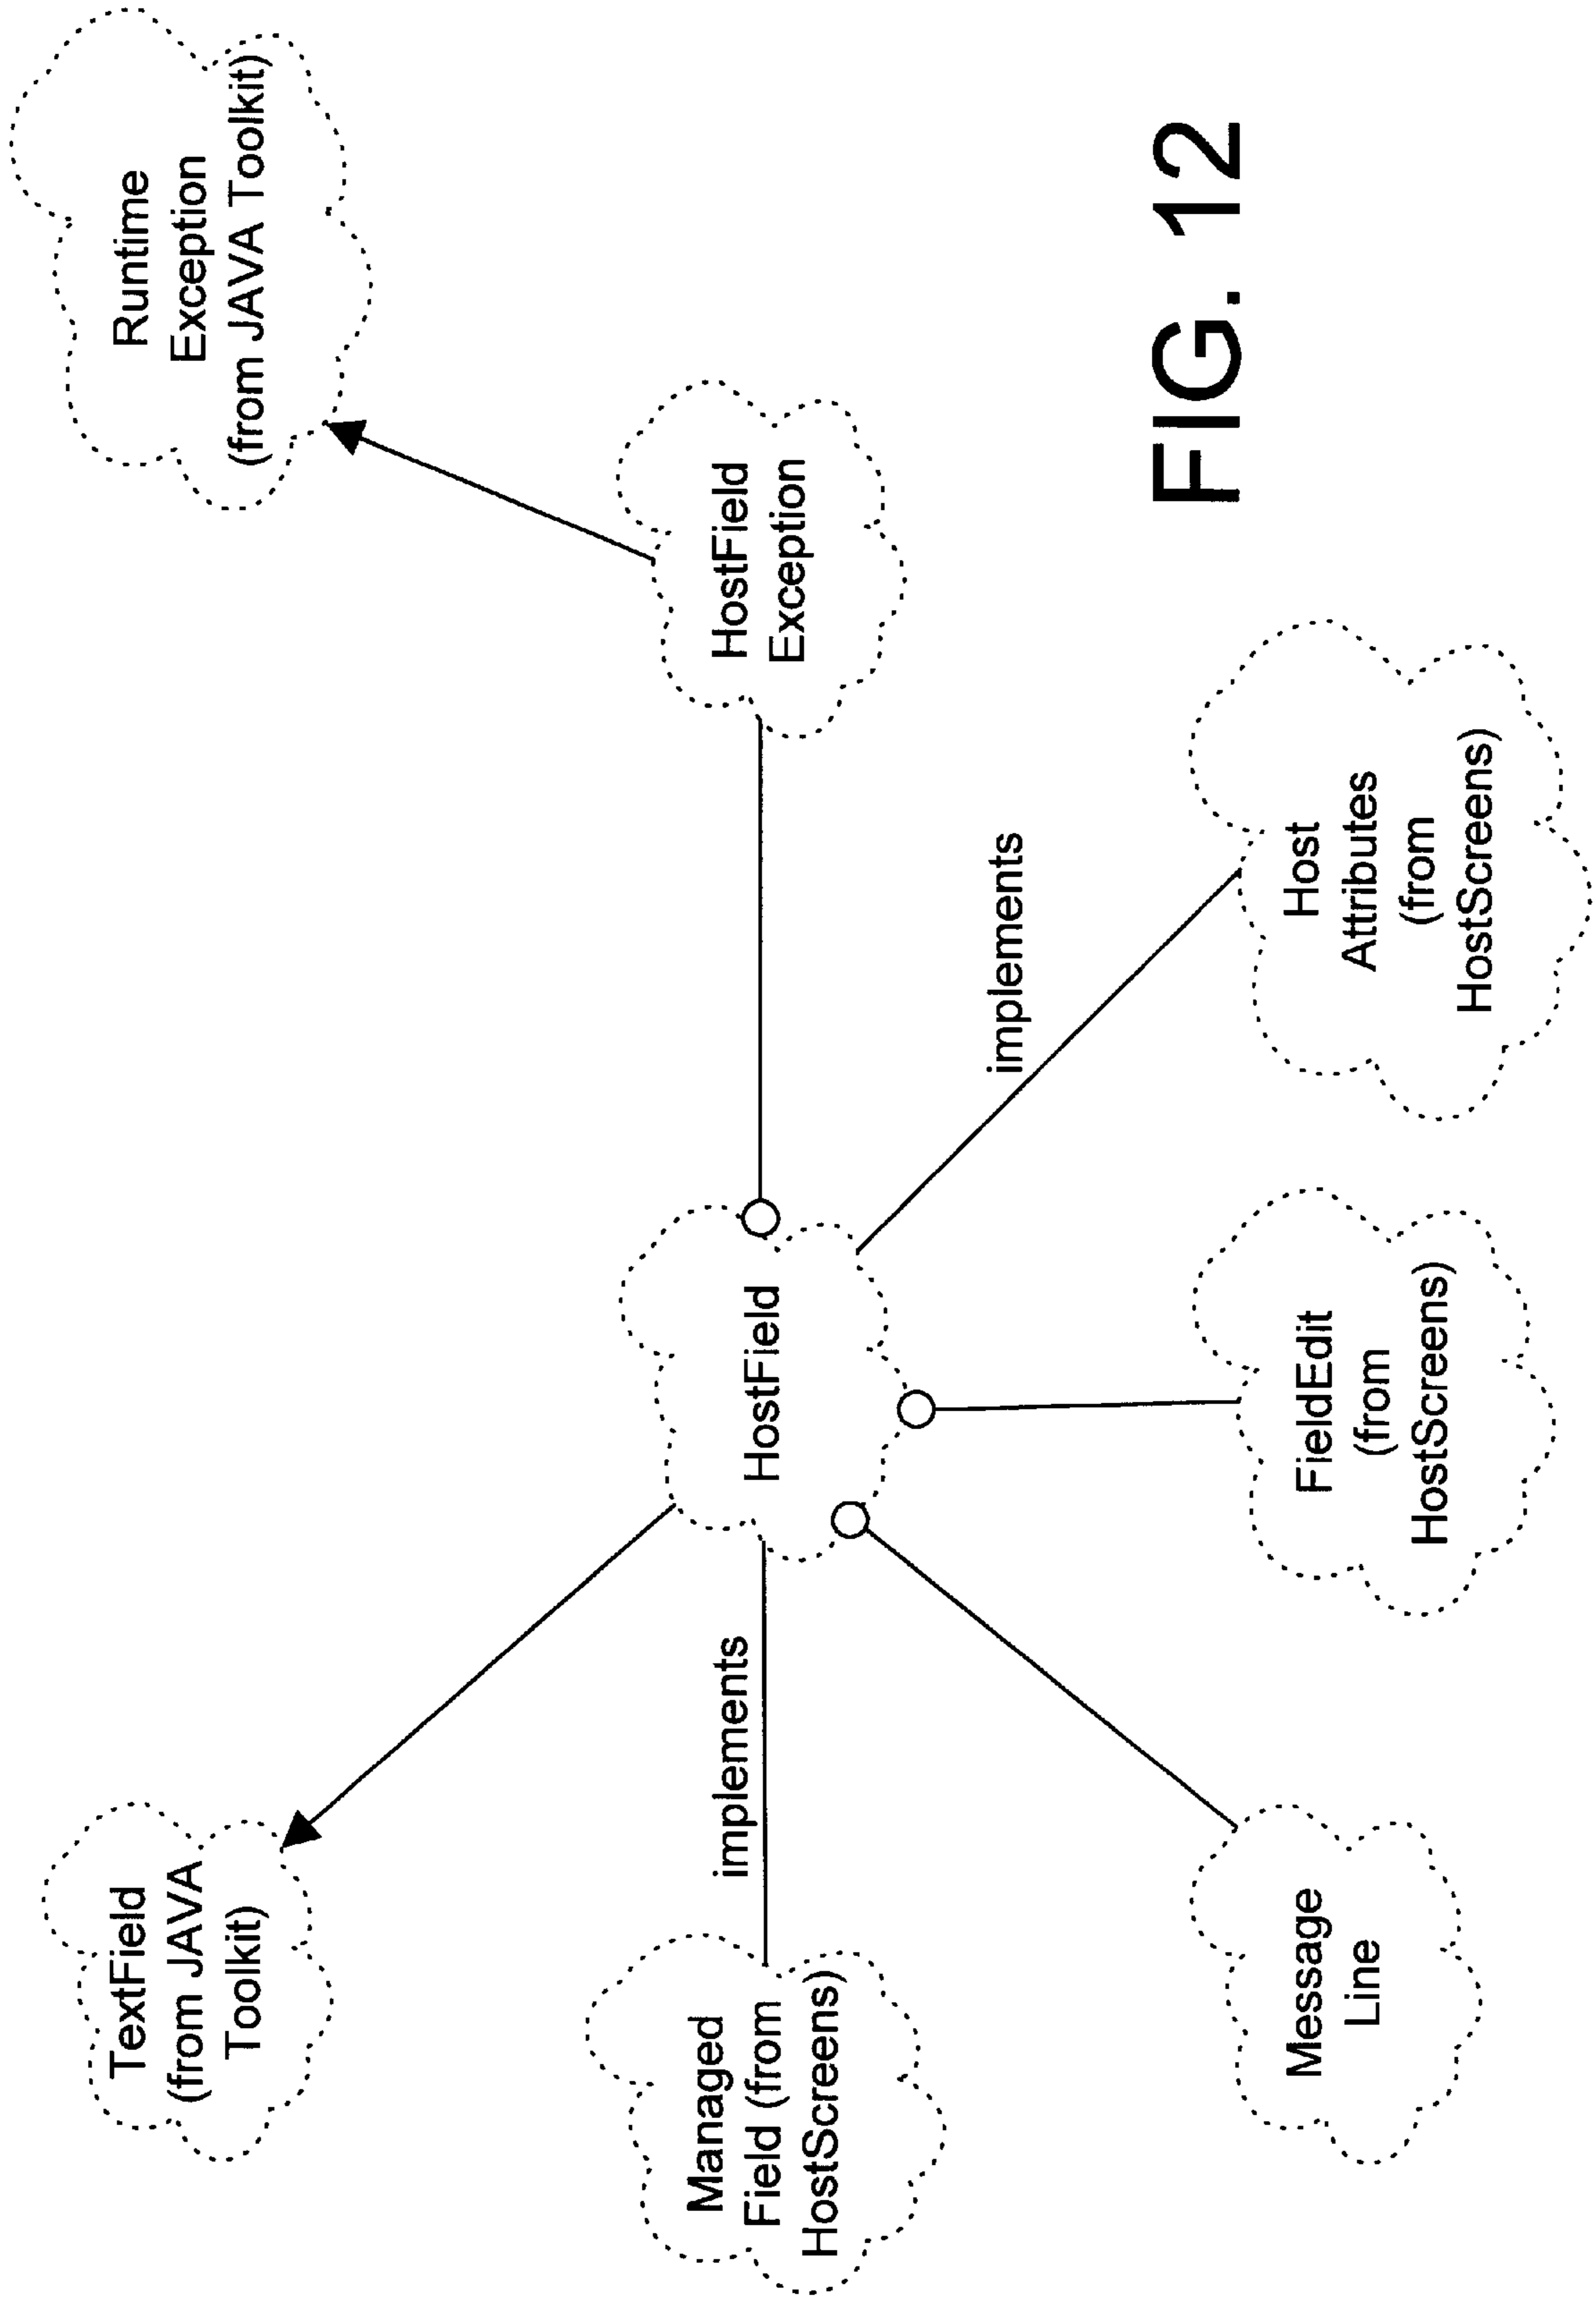 TextField
(from JAVA
Toolkit)
Runtime
Exception
(from JAVA Toolkit)
Managed
Field (from
HostScreens)
implements
HostField
HostField
Exception
implements
Message
Line
FieldEdit
(from
HostScreens)
Host
Attributes
(from
HostScreens)
FIG. 12